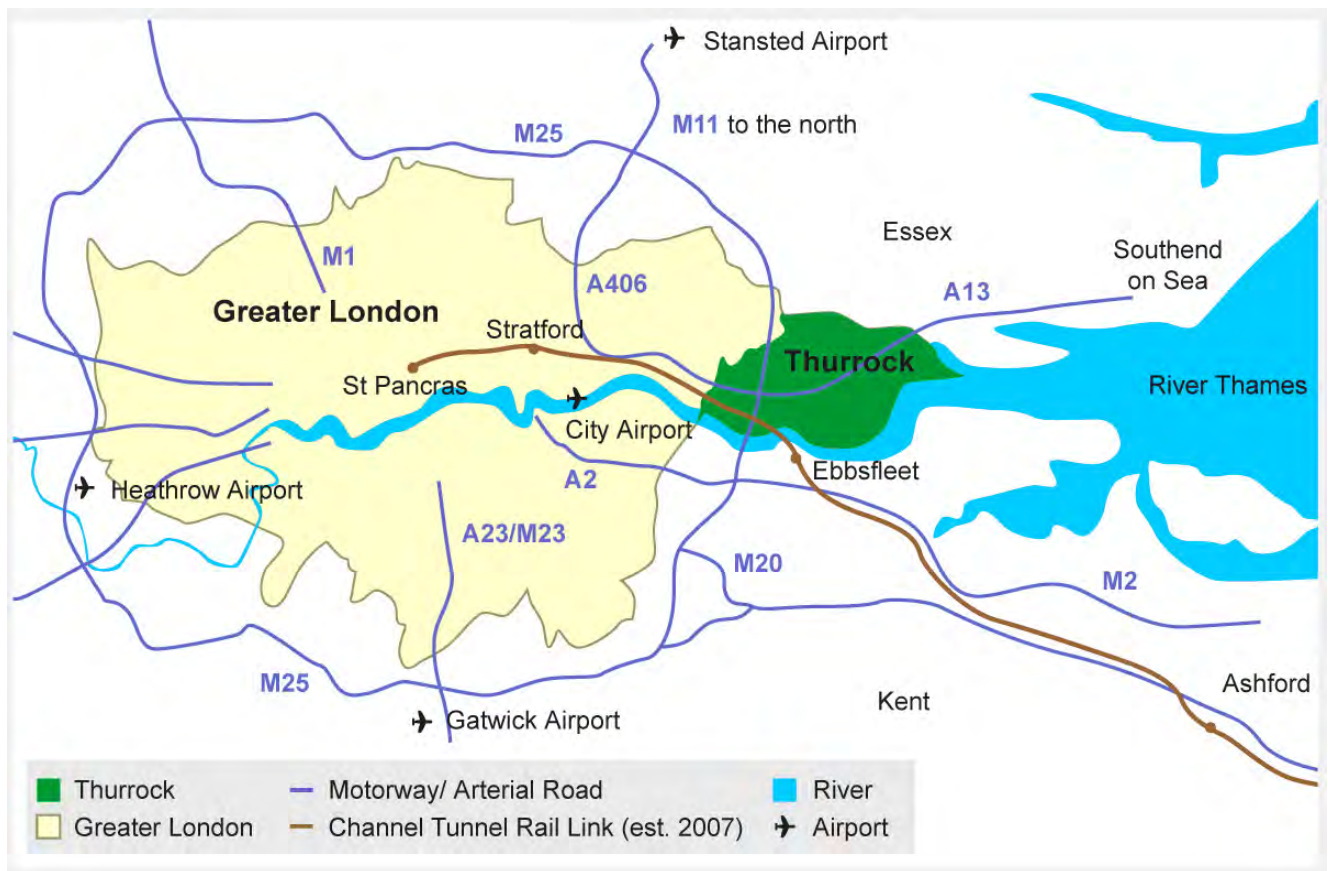 Stansted Airport
M25
M11 to the north
Essex
Southend
on Sea
M1
A406
A13
Greater London
Stratford
Thurrock
St Pancras
River Thames
City Airport
Ebbsfleet
A2
Heathrow Airport
A23/M23
M20
M2
M25
Ashford
Kent
Gatwick Airport
Thurrock
Motorway/ Arterial Road
River
Greater London
Channel Tunnel Rail Link (est. 2007)
Airport